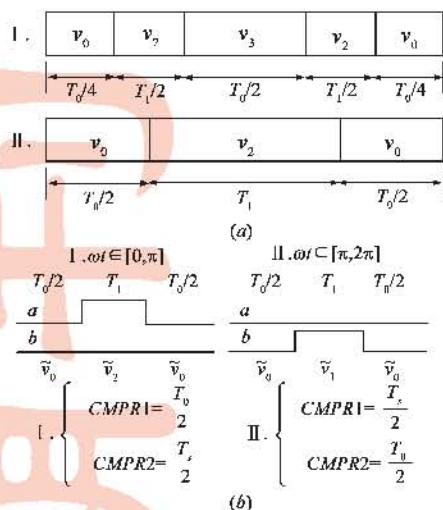 I. v₀ v₂ v₃ v₂ v₀
T₀/4 T₁/2 T₀/2 T₁/2 T₀/4
II. v₀ v₂ v₀
T₀/2 T₁ T₀/2
(a)
I.ωt∈[0,π] II.ωt⊂[π,2π]
T₀/2 T₁ T₀/2 T₀/2 T₁ T₀/2
a a
b b
ṽ₀ ṽ₂ ṽ₀ ṽ₀ ṽ₁ ṽ₀
I. { CMPR1= T₀/2 II. { CMPR1= Tₛ/2
CMPR2= Tₛ/2 CMPR2= T₀/2
(b)